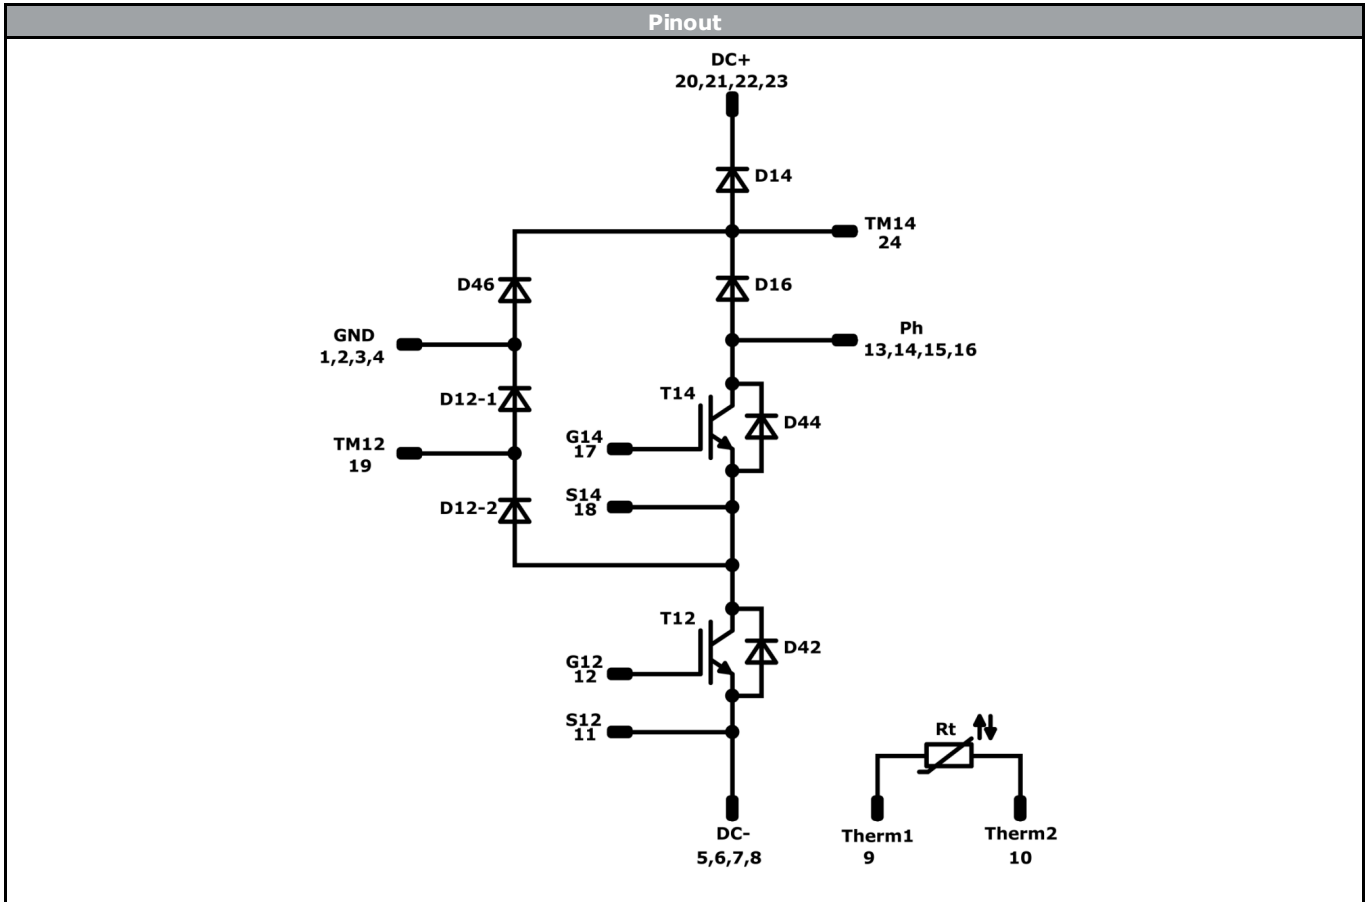 Pinout
DC+
20,21,22,23
D14
TM14
24
D46
D16
GND
1,2,3,4
Ph
13,14,15,16
D12-1
T14
D44
TM12
19
G14
17
D12-2
S14
18
T12
D42
G12
12
S12
11
Rt
DC-
5,6,7,8
Therm1
9
Therm2
10